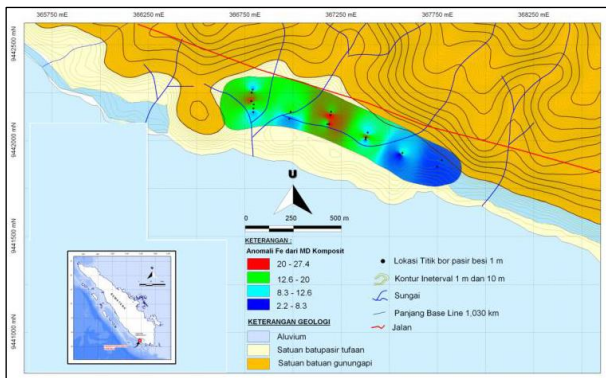 365750 mE 366250 mE 366750 mE 367250 mE 367750 mE 368250 mE
9442500 mN
9442000 mN
9441500 mN
9441000 mN
U
0 250 500 m
KETERANGAN :
Anomali Fe dari MD Komposit
20 - 27.4
12.6 - 20
8.3 - 12.6
2.2 - 8.3
KETERANGAN GEOLOGI
Aluvium
Satuan batupasir tufaan
Satuan batuan gunungapi
Lokasi Titik bor pasir besi 1 m
Kontur Ineterval 1 m dan 10 m
Sungai
Panjang Base Line 1,030 km
Jalan